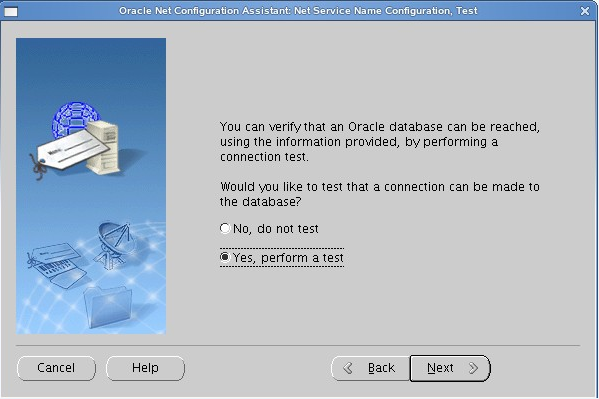 Oracle Net Configuration Assistant: Net Service Name Configuration, Test
You can verify that an Oracle database can be reached,
using the information provided, by performing a
connection test.
Would you like to test that a connection can be made to
the database?
No, do not test
Yes, perform a test
Cancel
Help
Back
Next